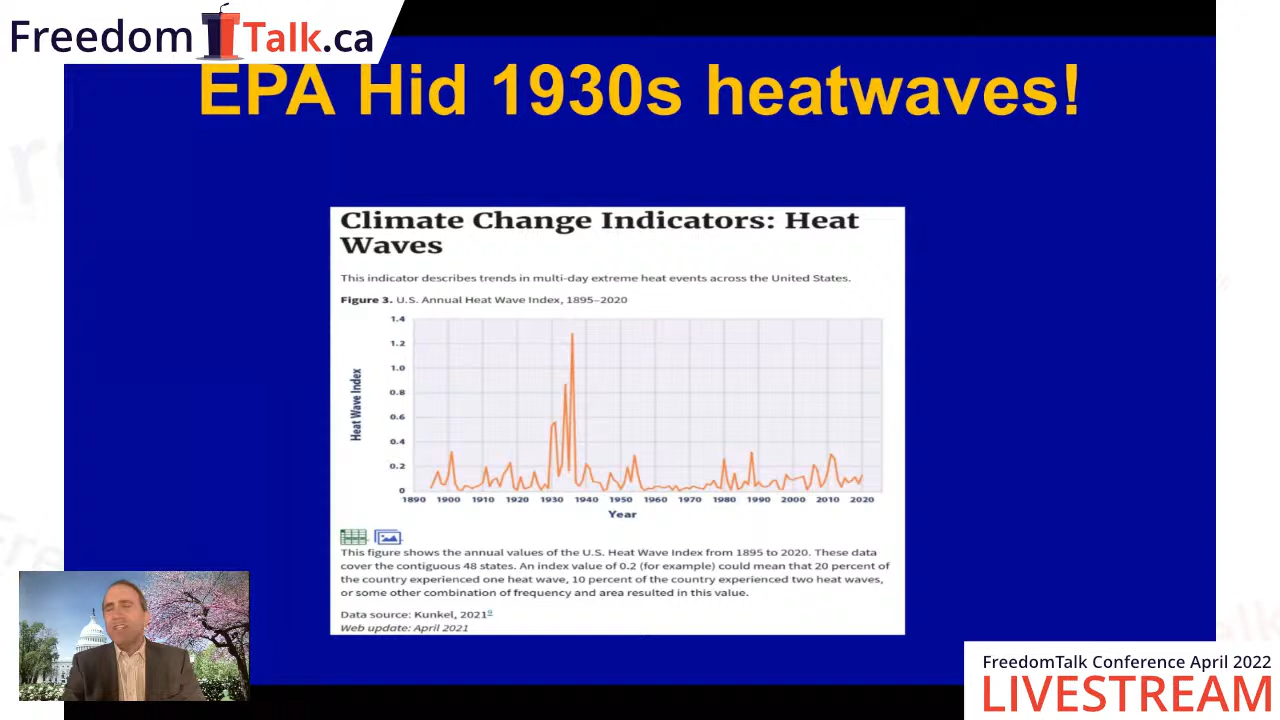 FreedomTalk.ca
EPA Hid 1930s heatwaves!
Climate Change Indicators: Heat
Waves
This indicator describes trends in multi-day extreme heat events across the United States.
Figure 3. U.S. Annual Heat Wave Index, 1895–2020
1.4
1.2
1.0
0.8
0.6
0.4
0.2
0
Heat Wave Index
1890 1900 1910 1920 1930 1940 1950 1960 1970 1980 1990 2000 2010 2020
Year
This figure shows the annual values of the U.S. Heat Wave Index from 1895 to 2020. These data
cover the contiguous 48 states. An index value of 0.2 (for example) could mean that 20 percent of
the country experienced one heat wave, 10 percent of the country experienced two heat waves,
or some other combination of frequency and area resulted in this value.
Data source: Kunkel, 2021⁹
Web update: April 2021
FreedomTalk Conference April 2022
LIVESTREAM